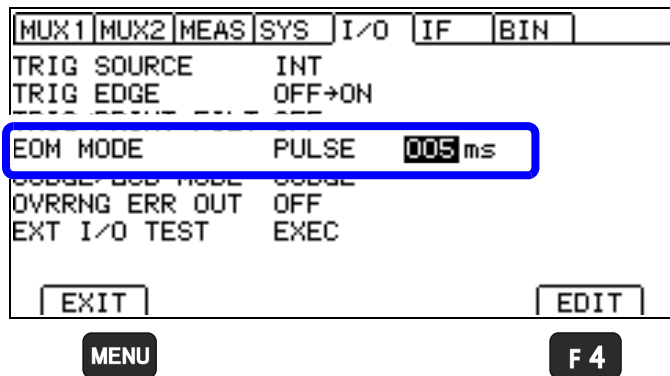 MUX1 MUX2 MEAS SYS I/O IF BIN
TRIG SOURCE INT
TRIG EDGE OFF→ON
EOM MODE PULSE 005 ms
OVRRNG ERR OUT OFF
EXT I/O TEST EXEC
EXIT EDIT
MENU F 4